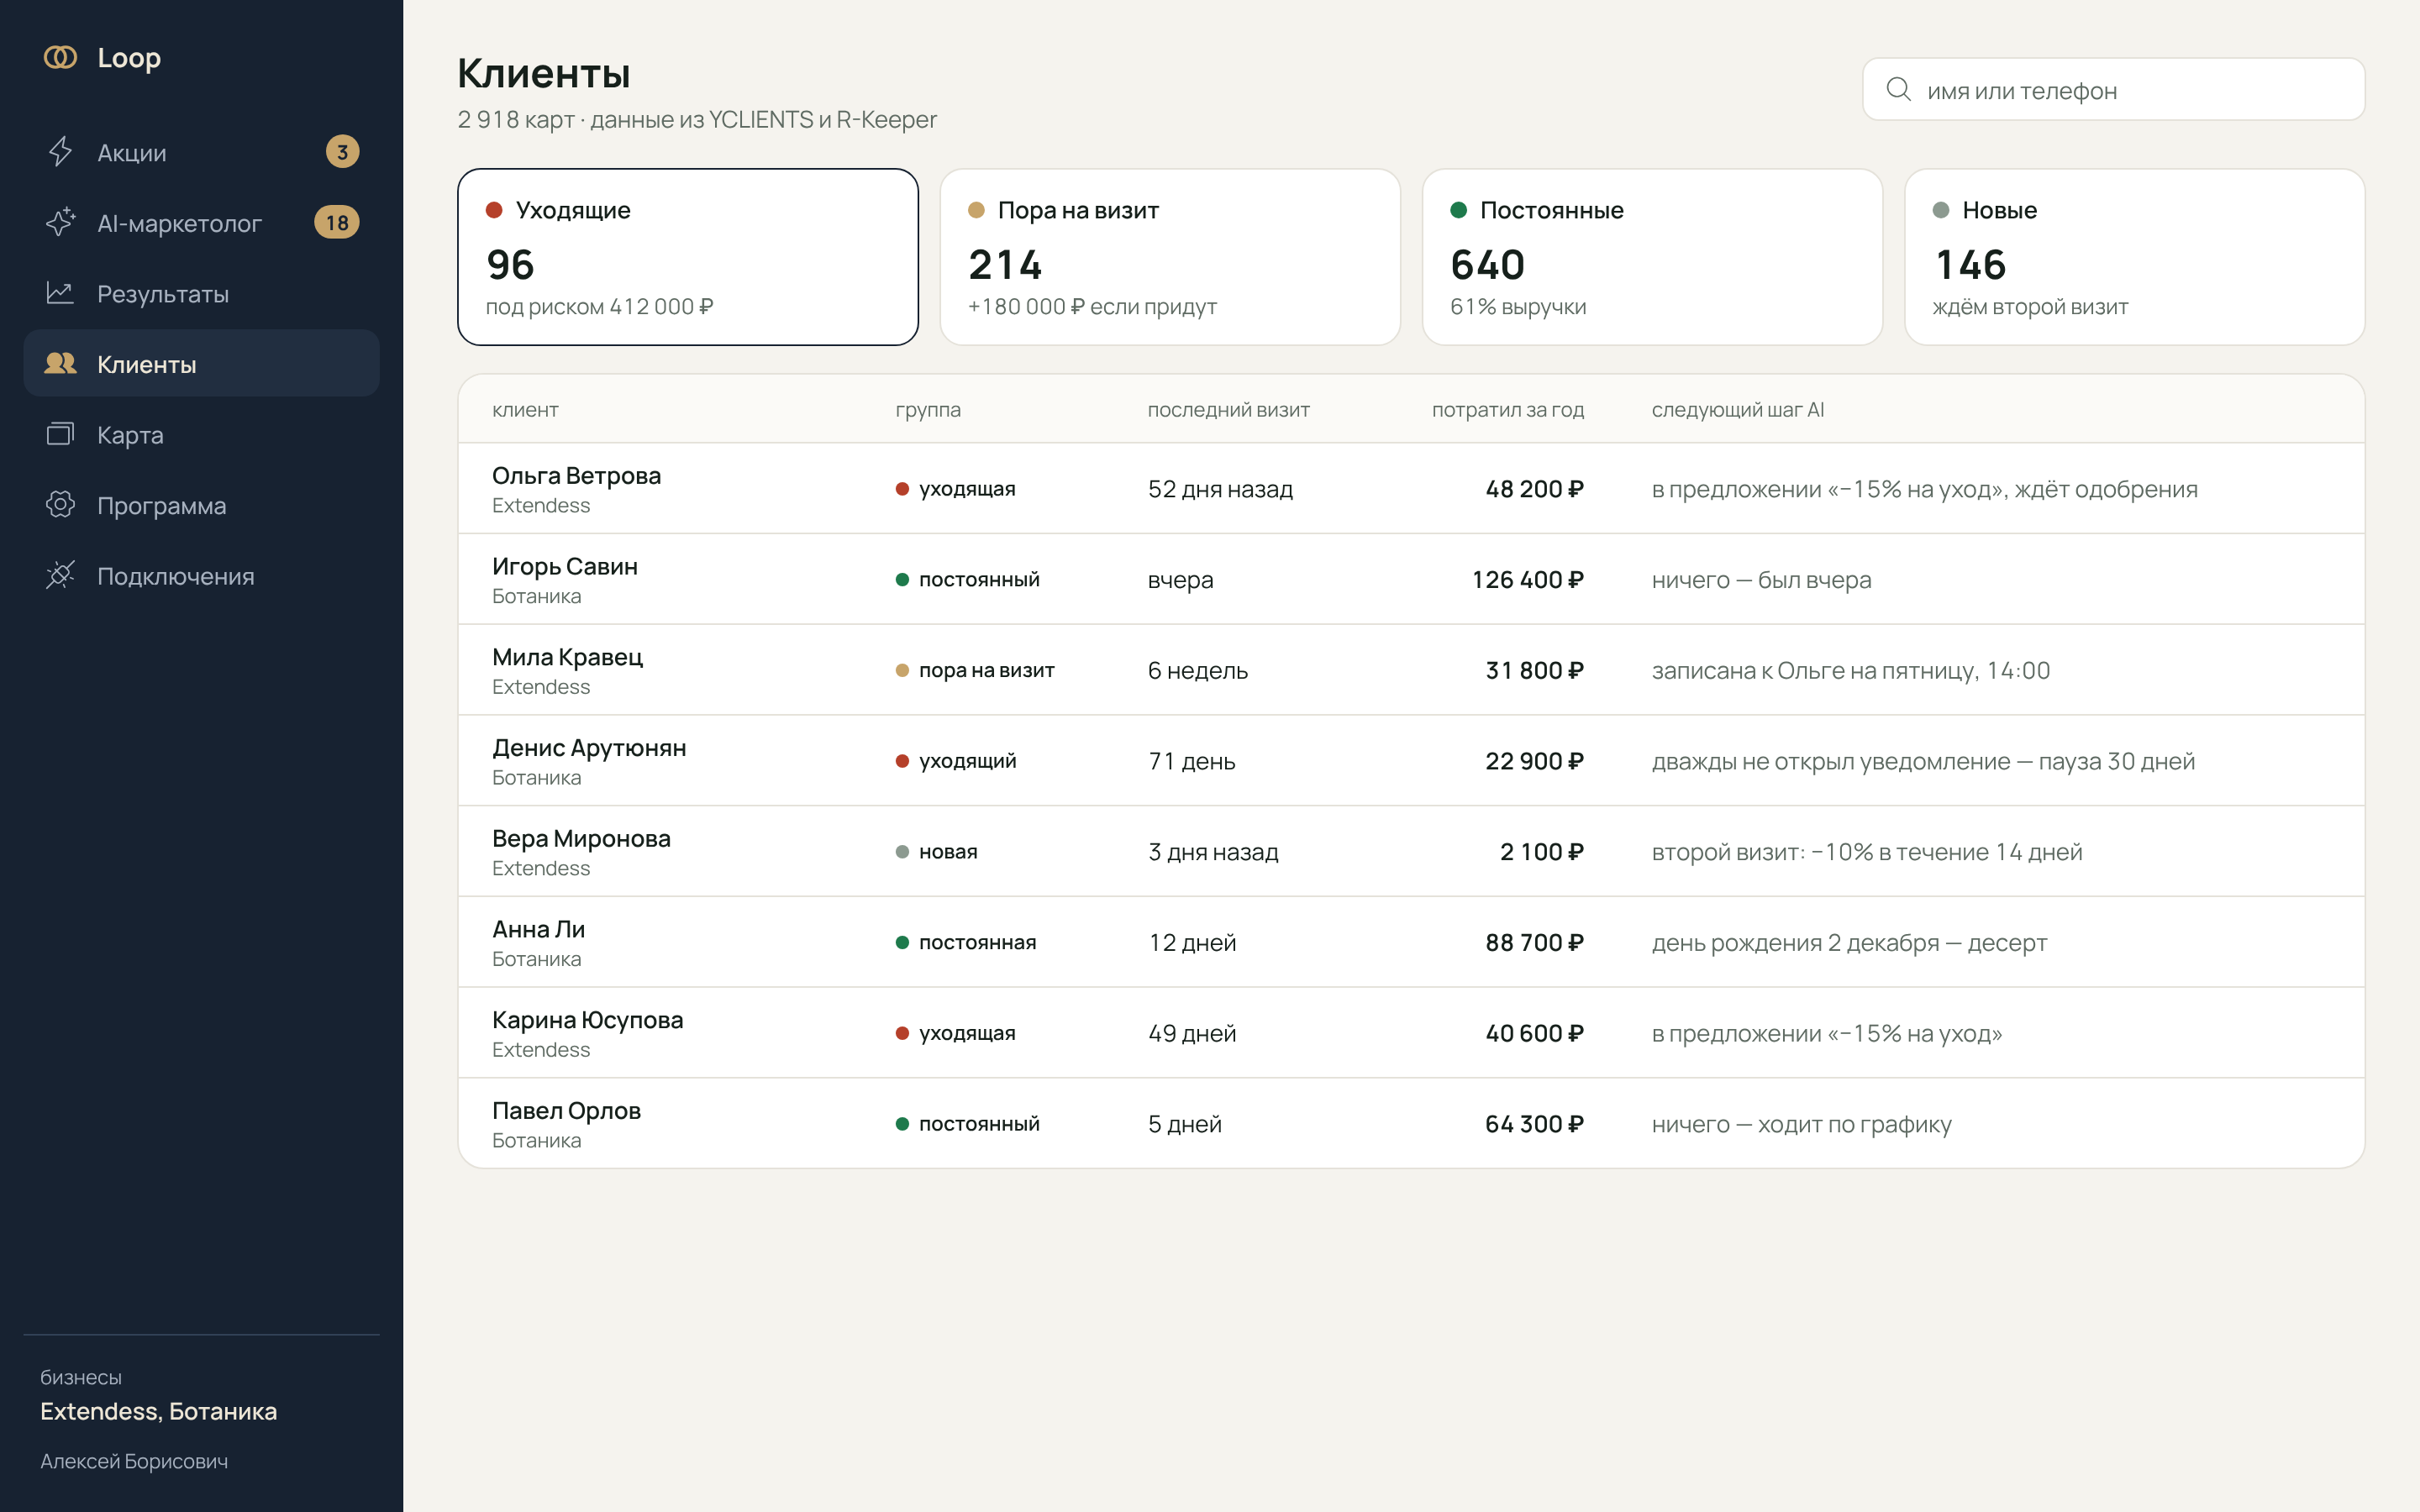 Loop
Акции 3
AI-маркетолог 18
Результаты
Клиенты
Карта
Программа
Подключения
бизнесы
Extendess, Ботаника
Алексей Борисович
Клиенты
2 918 карт · данные из YCLIENTS и R-Keeper
имя или телефон
Уходящие
96
под риском 412 000 ₽
Пора на визит
214
+180 000 ₽ если придут
Постоянные
640
61% выручки
Новые
146
ждём второй визит
клиент группа последний визит потратил за год следующий шаг AI
Ольга Ветрова
Extendess
уходящая 52 дня назад 48 200 ₽ в предложении «−15% на уход», ждёт одобрения
Игорь Савин
Ботаника
постоянный вчера 126 400 ₽ ничего — был вчера
Мила Кравец
Extendess
пора на визит 6 недель 31 800 ₽ записана к Ольге на пятницу, 14:00
Денис Арутюнян
Ботаника
уходящий 71 день 22 900 ₽ дважды не открыл уведомление — пауза 30 дней
Вера Миронова
Extendess
новая 3 дня назад 2 100 ₽ второй визит: −10% в течение 14 дней
Анна Ли
Ботаника
постоянная 12 дней 88 700 ₽ день рождения 2 декабря — десерт
Карина Юсупова
Extendess
уходящая 49 дней 40 600 ₽ в предложении «−15% на уход»
Павел Орлов
Ботаника
постоянный 5 дней 64 300 ₽ ничего — ходит по графику